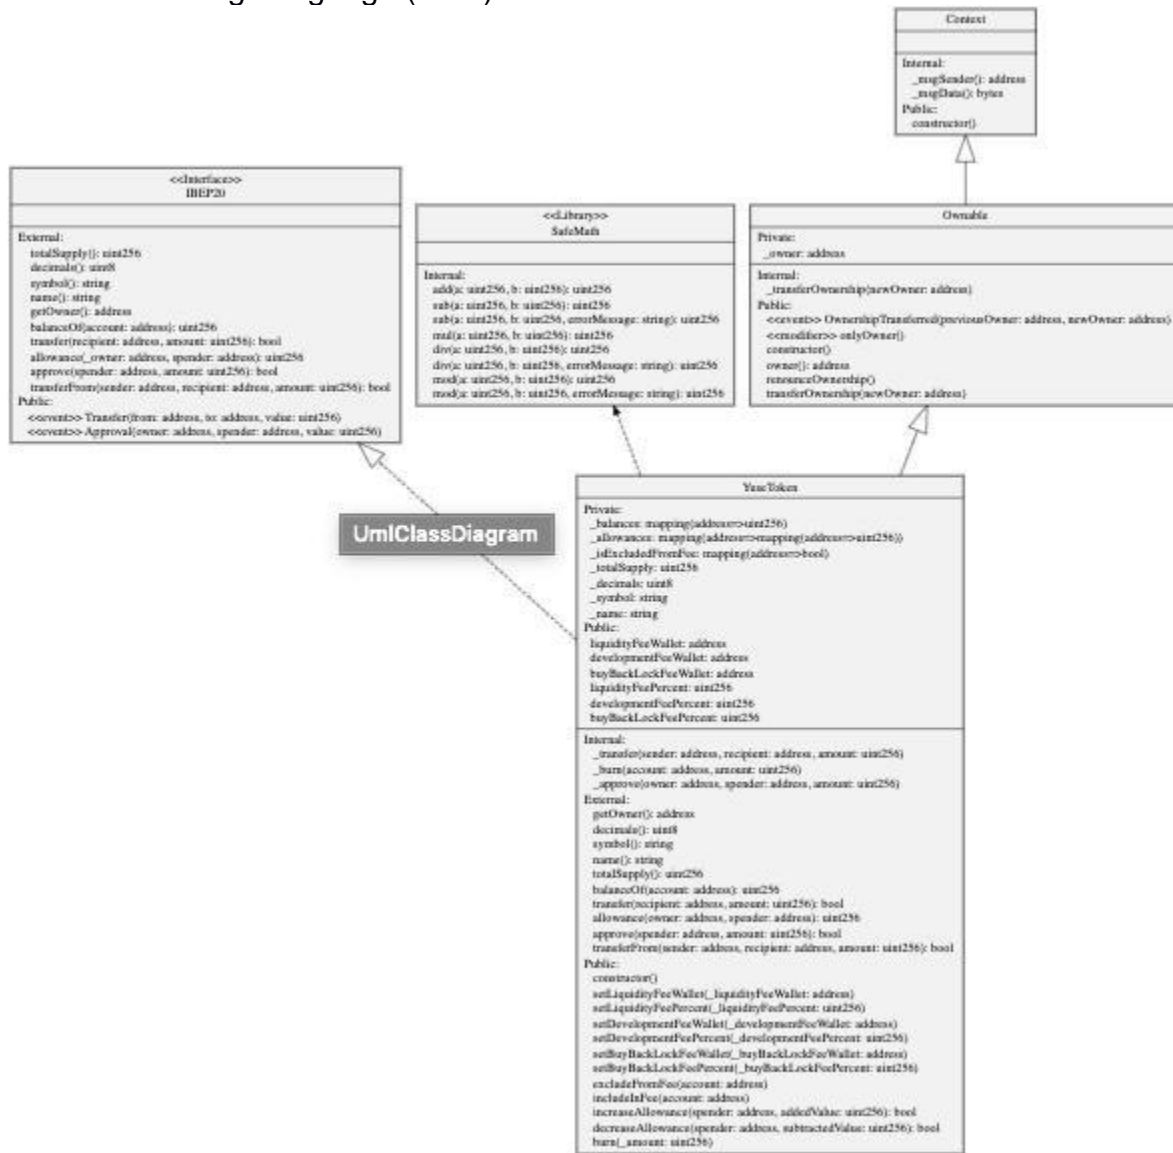 Context
Internal:
_msgSender(): address
_msgData(): bytes
Public:
constructor()
<<Interface>>
IBEP20
External:
totalSupply(): uint256
decimals(): uint8
symbol(): string
name(): string
getOwner(): address
balanceOf(account: address): uint256
transfer(recipient: address, amount: uint256): bool
allowance(_owner: address, spender: address): uint256
approve(spender: address, amount: uint256): bool
transferFrom(sender: address, recipient: address, amount: uint256): bool
Public:
<<event>> Transfer(from: address, to: address, value: uint256)
<<event>> Approval(owner: address, spender: address, value: uint256)
<<Library>>
SafeMath
Internal:
add(a: uint256, b: uint256): uint256
sub(a: uint256, b: uint256): uint256
sub(a: uint256, b: uint256, errorMessage: string): uint256
mul(a: uint256, b: uint256): uint256
div(a: uint256, b: uint256): uint256
div(a: uint256, b: uint256, errorMessage: string): uint256
mod(a: uint256, b: uint256): uint256
mod(a: uint256, b: uint256, errorMessage: string): uint256
Ownable
Private:
_owner: address
Internal:
_transferOwnership(newOwner: address)
Public:
<<event>> OwnershipTransferred(previousOwner: address, newOwner: address)
<<modifier>> onlyOwner()
constructor()
owner(): address
renounceOwnership()
transferOwnership(newOwner: address)
UmlClassDiagram
Private:
_balances: mapping(address=>uint256)
_allowances: mapping(address=>mapping(address=>uint256))
_isExcludedFromFee: mapping(address=>bool)
_totalSupply: uint256
_decimals: uint8
_symbol: string
_name: string
Public:
liquidityFeeWallet: address
developmentFeeWallet: address
buyBackLockFeeWallet: address
liquidityFeePercent: uint256
developmentFeePercent: uint256
buyBackLockFeePercent: uint256
Internal:
_transfer(sender: address, recipient: address, amount: uint256)
_burn(account: address, amount: uint256)
_approve(owner: address, spender: address, amount: uint256)
External:
getOwner(): address
decimals(): uint8
symbol(): string
name(): string
totalSupply(): uint256
balanceOf(account: address): uint256
transfer(recipient: address, amount: uint256): bool
allowance(owner: address, spender: address): uint256
approve(spender: address, amount: uint256): bool
transferFrom(sender: address, recipient: address, amount: uint256): bool
Public:
constructor()
setLiquidityFeeWallet(_liquidityFeeWallet: address)
setLiquidityFeePercent(_liquidityFeePercent: uint256)
setDevelopmentFeeWallet(_developmentFeeWallet: address)
setDevelopmentFeePercent(_developmentFeePercent: uint256)
setBuyBackLockFeeWallet(_buyBackLockFeeWallet: address)
setBuyBackLockFeePercent(_buyBackLockFeePercent: uint256)
excludeFromFee(account: address)
includeInFee(account: address)
increaseAllowance(spender: address, addedValue: uint256): bool
decreaseAllowance(spender: address, subtractedValue: uint256): bool
burn(_amount: uint256)